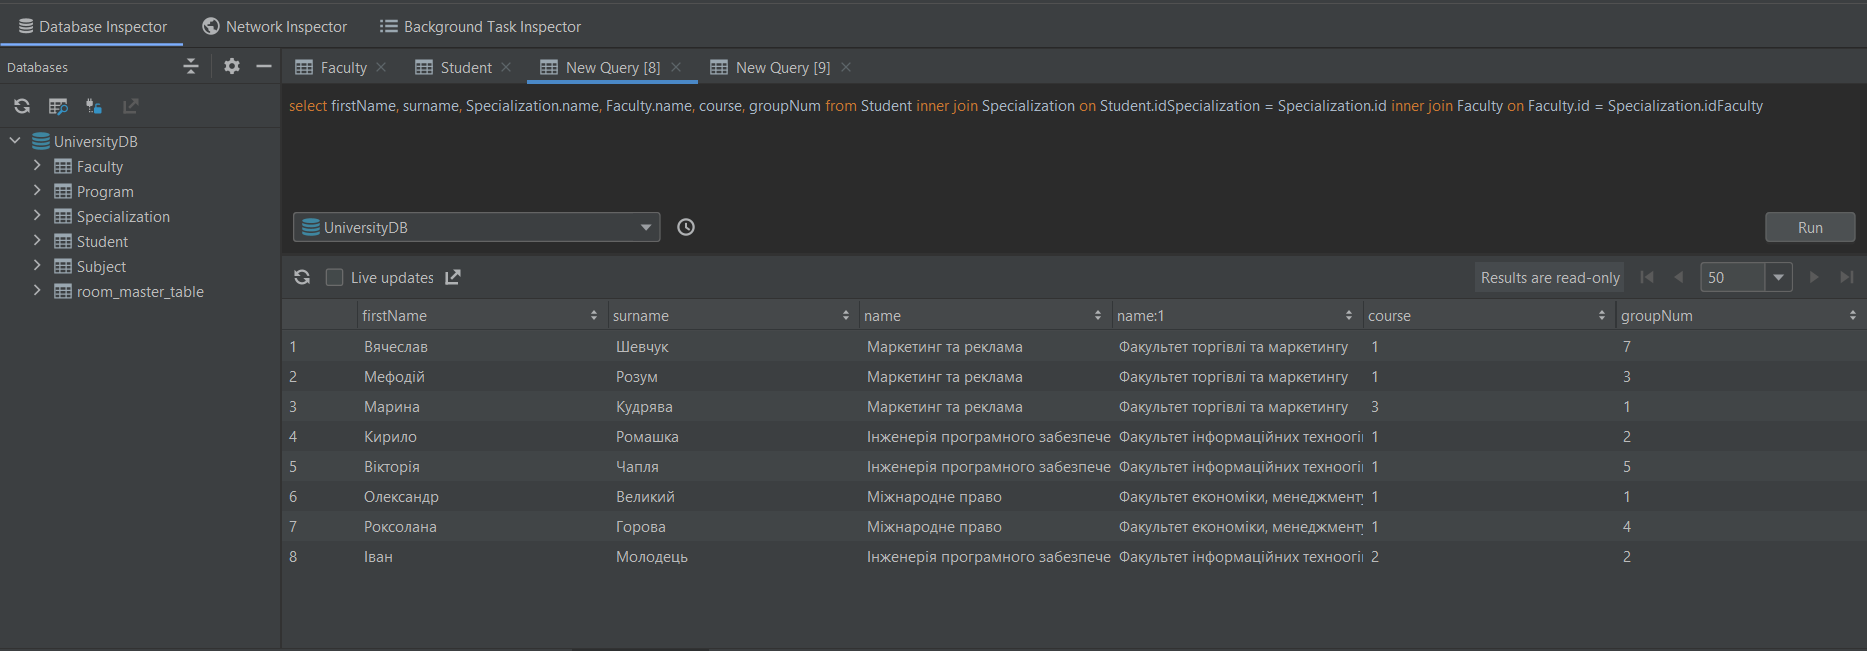 Database Inspector Network Inspector Background Task Inspector
Databases
Faculty Student New Query [8] New Query [9]
select firstName, surname, Specialization.name, Faculty.name, course, groupNum from Student inner join Specialization on Student.idSpecialization = Specialization.id inner join Faculty on Faculty.id = Specialization.idFaculty
UniversityDB
Faculty
Program
Specialization
Student
Subject
room_master_table
UniversityDB Run
Live updates Results are read-only 50
firstName surname name name:1 course groupNum
1 Вячеслав Шевчук Маркетинг та реклама Факультет торгівлі та маркетингу 1 7
2 Мефодій Розум Маркетинг та реклама Факультет торгівлі та маркетингу 1 3
3 Марина Кудрява Маркетинг та реклама Факультет торгівлі та маркетингу 3 1
4 Кирило Ромашка Інженерія програмного забезпече Факультет інформаційних техноогі 1 2
5 Вікторія Чапля Інженерія програмного забезпече Факультет інформаційних техноогі 1 5
6 Олександр Великий Міжнародне право Факультет економіки, менеджменту 1 1
7 Роксолана Горова Міжнародне право Факультет економіки, менеджменту 1 4
8 Іван Молодець Інженерія програмного забезпече Факультет інформаційних техноогі 2 2